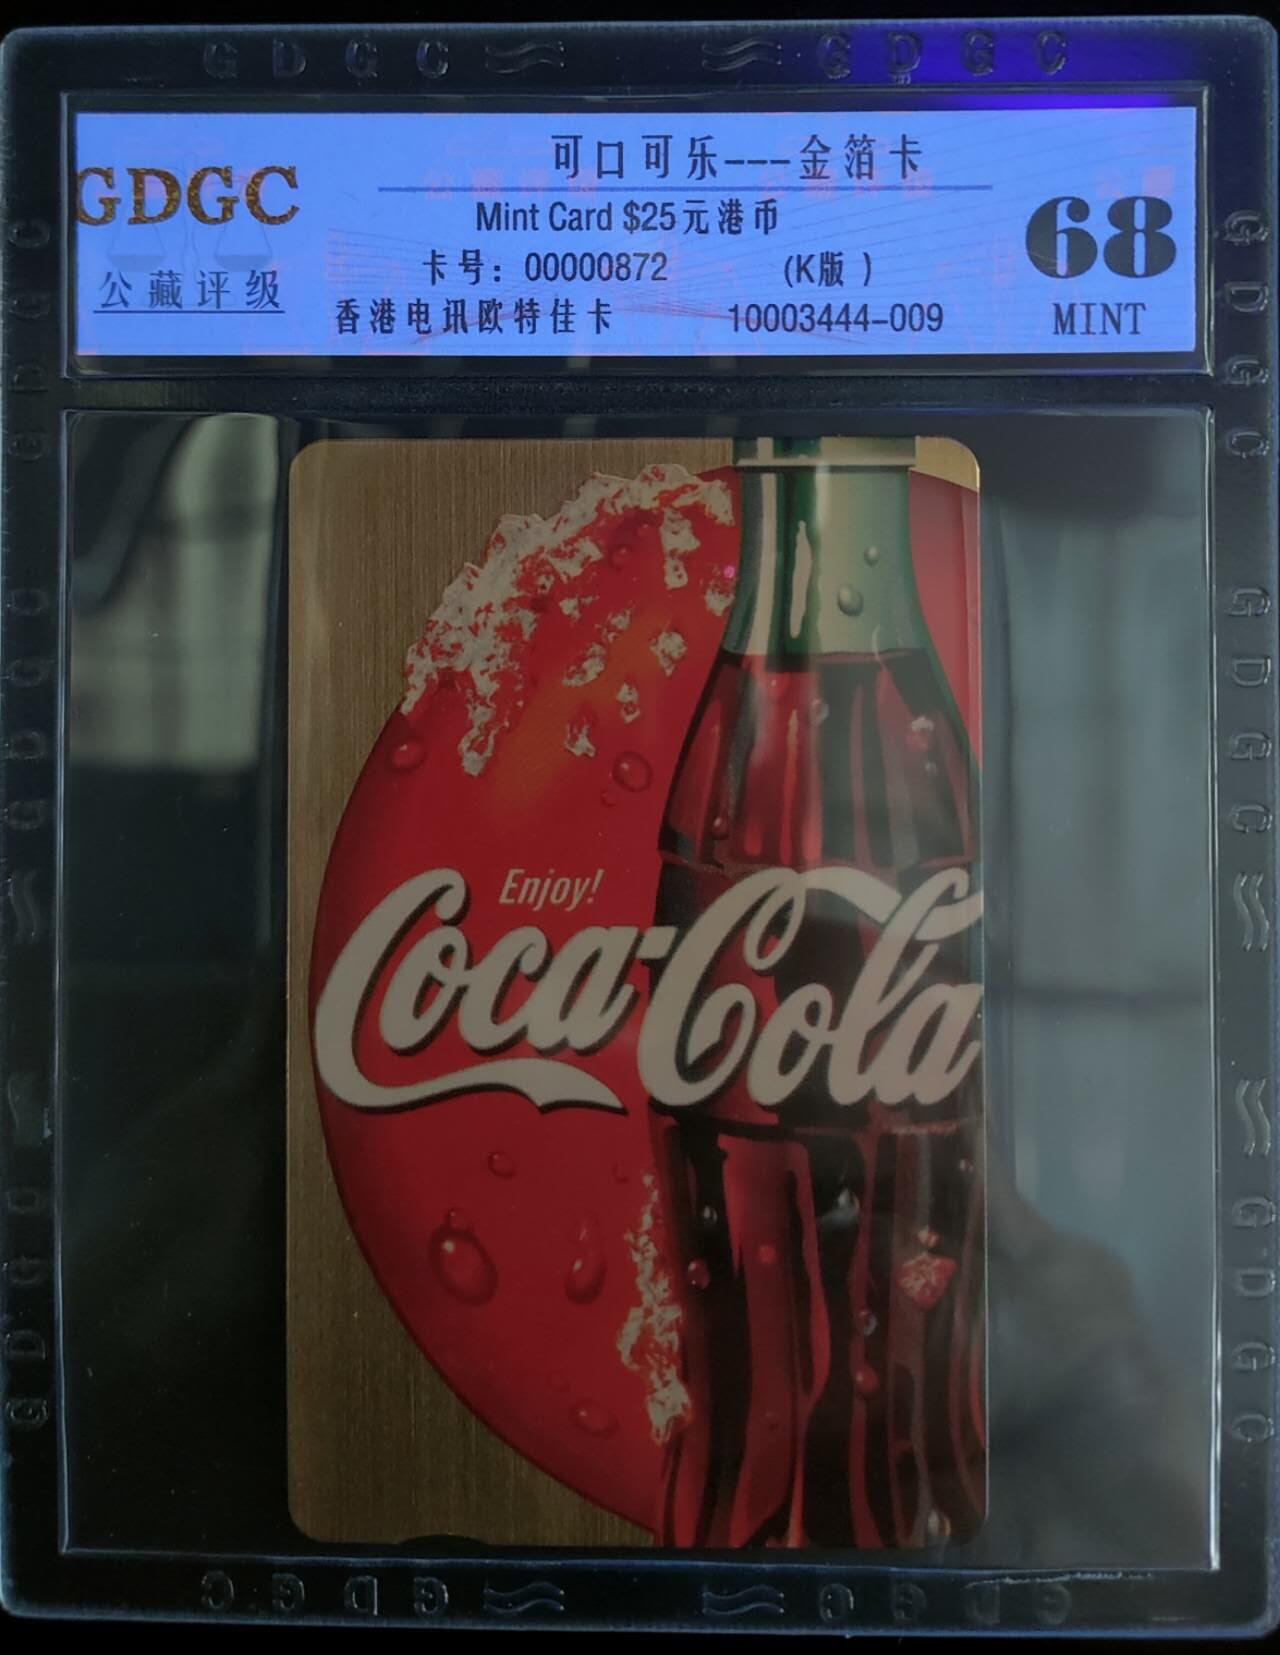 G D G C G D G C
可口可乐---金箔卡
GDGC
Mint Card $25元港币
68
卡号：00000872 (K版 )
公藏评级
香港电讯欧特佳卡 10003444-009
MINT
Enjoy!
Coca-Cola